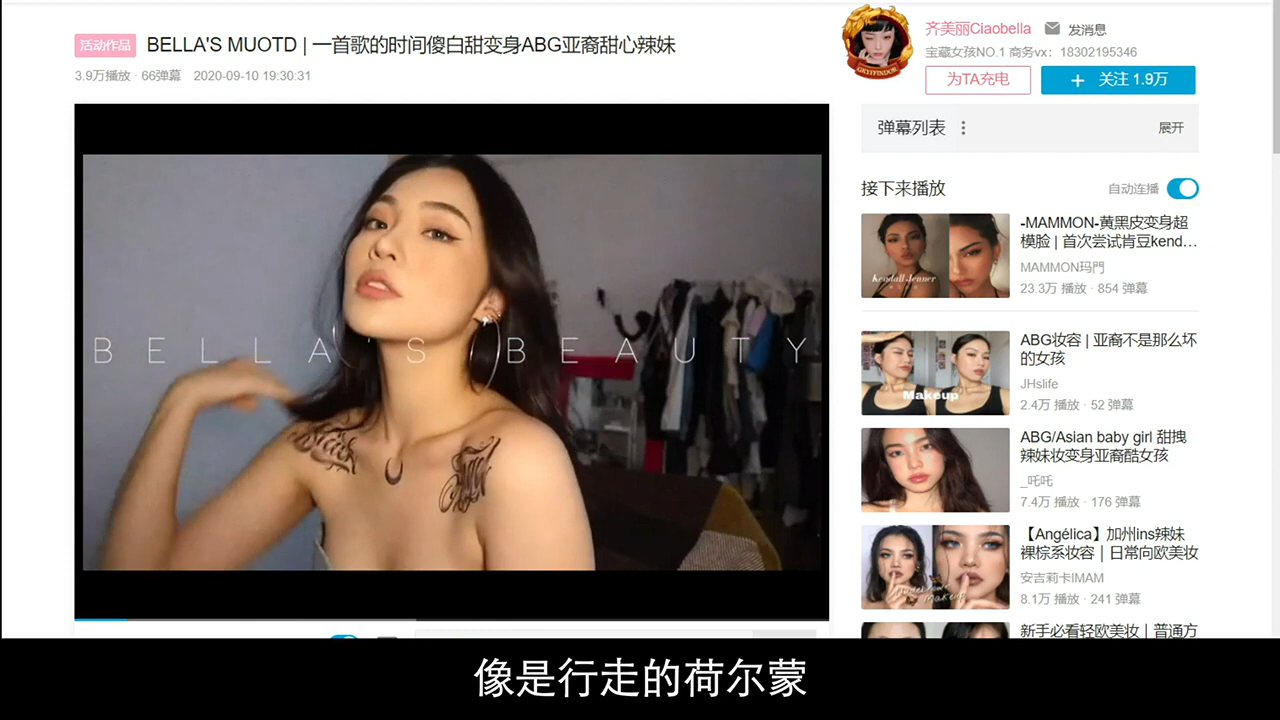 活动作品 BELLA'S MUOTD | 一首歌的时间傻白甜变身ABG亚裔甜心辣妹
3.9万播放 · 66弹幕 2020-09-10 19:30:31
BELLA'S BEAUTY
齐美丽Ciaobella 发消息
宝藏女孩NO.1 商务vx：18302195346
为TA充电 + 关注 1.9万
GRYFFINDOR
弹幕列表 展开
接下来播放 自动连播
-MAMMON-黄黑皮变身超
模脸 | 首次尝试肯豆kend...
MAMMON玛門
23.3万 播放 · 854 弹幕
Kendall Jenner
ABG妆容 | 亚裔不是那么坏
的女孩
JHslife
2.4万 播放 · 52 弹幕
Makeup
ABG/Asian baby girl 甜拽
辣妹妆变身亚裔酷女孩
_吒吒
7.4万 播放 · 176 弹幕
【Angélica】加州ins辣妹
裸棕系妆容｜日常向欧美妆
安吉莉卡IMAM
8.1万 播放 · 241 弹幕
新手必看轻欧美妆｜普通方
像是行走的荷尔蒙